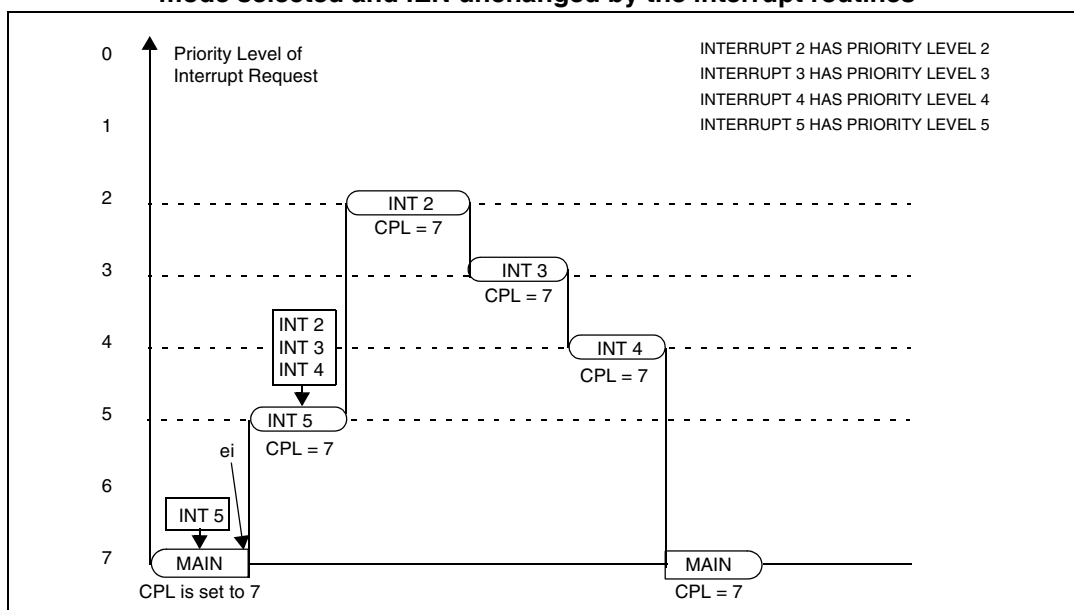 mode selected and IEN unchanged by the interrupt routines
0
Priority Level of
Interrupt Request
INTERRUPT 2 HAS PRIORITY LEVEL 2
INTERRUPT 3 HAS PRIORITY LEVEL 3
INTERRUPT 4 HAS PRIORITY LEVEL 4
INTERRUPT 5 HAS PRIORITY LEVEL 5
1
2
INT 2
CPL = 7
3
INT 3
CPL = 7
INT 2
INT 3
INT 4
4
INT 4
CPL = 7
5
INT 5
CPL = 7
ei
6
INT 5
7
MAIN
CPL is set to 7
MAIN
CPL = 7